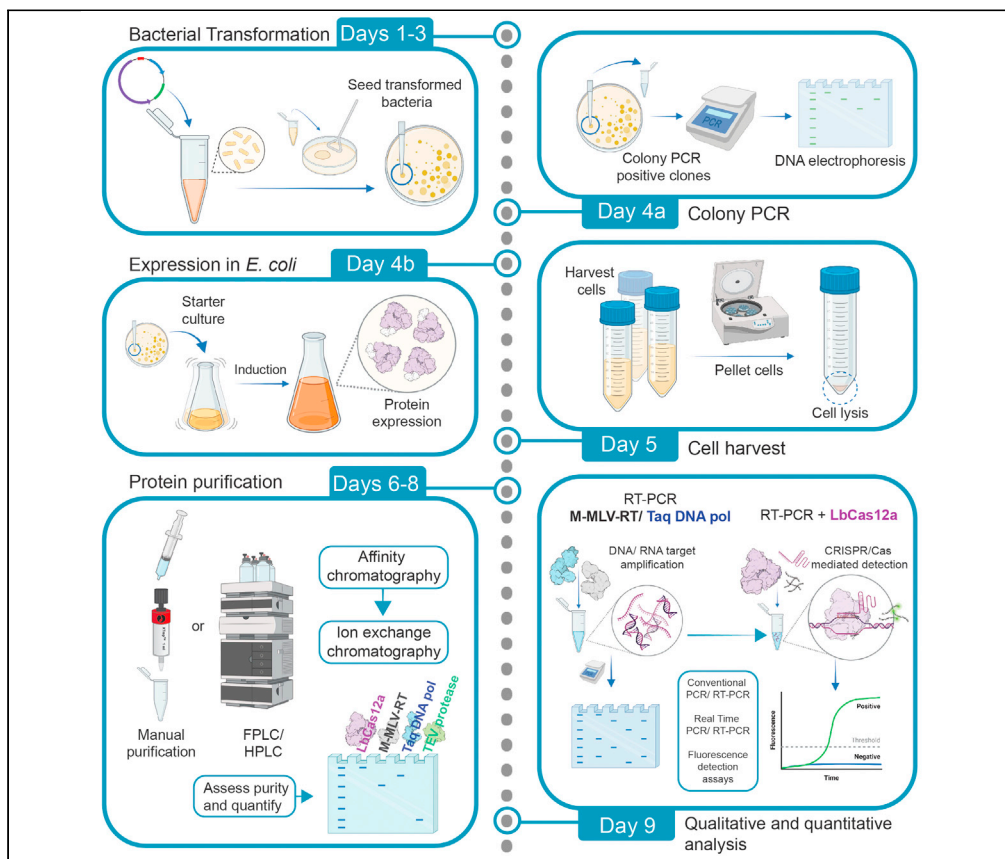 Bacterial Transformation
Days 1-3
Seed transformed
bacteria
PCR
Colony PCR
positive clones
DNA electrophoresis
Day 4a
Colony PCR
Expression in E. coli
Day 4b
Starter
culture
Induction
Protein
expression
Harvest
cells
Pellet cells
Cell lysis
Day 5
Cell harvest
Protein purification
Days 6-8
or
Manual
purification
FPLC/
HPLC
Affinity
chromatography
Ion exchange
chromatography
LbCas12a
M-MLV-RT
Taq DNA pol
TEV protease
Assess purity
and quantify
RT-PCR
M-MLV-RT/ Taq DNA pol
RT-PCR + LbCas12a
DNA/ RNA target
amplification
CRISPR/Cas
mediated detection
Conventional
PCR/ RT-PCR
Real Time
PCR/ RT-PCR
Fluorescence
detection
assays
Fluorescence
Positive
Threshold
Negative
Time
Day 9
Qualitative and quantitative
analysis